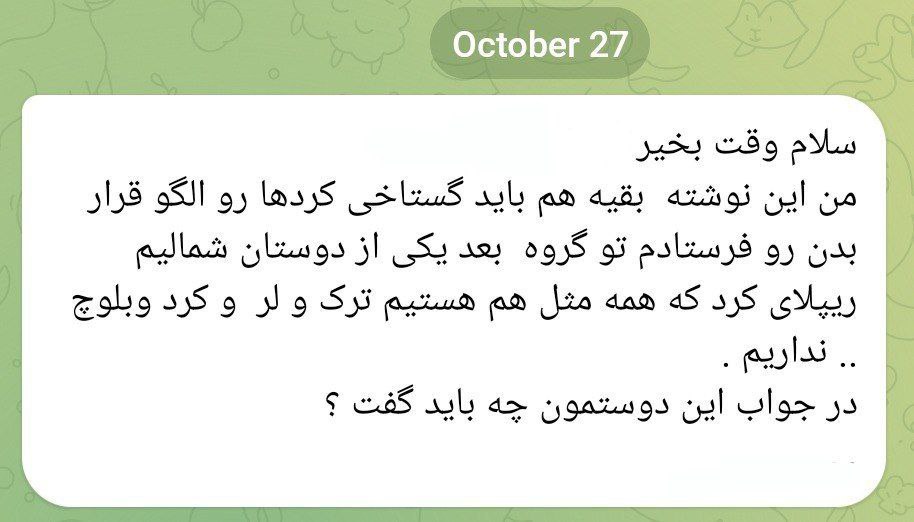 October 27
سلام وقت بخیر
من این نوشته بقیه هم باید گستاخی کردها رو الگو قرار
بدن رو فرستادم تو گروه بعد یکی از دوستان شمالیم
ریپلای کرد که همه مثل هم هستیم ترک و لر و کرد وبلوچ
.. نداریم .
در جواب این دوستمون چه باید گفت ؟